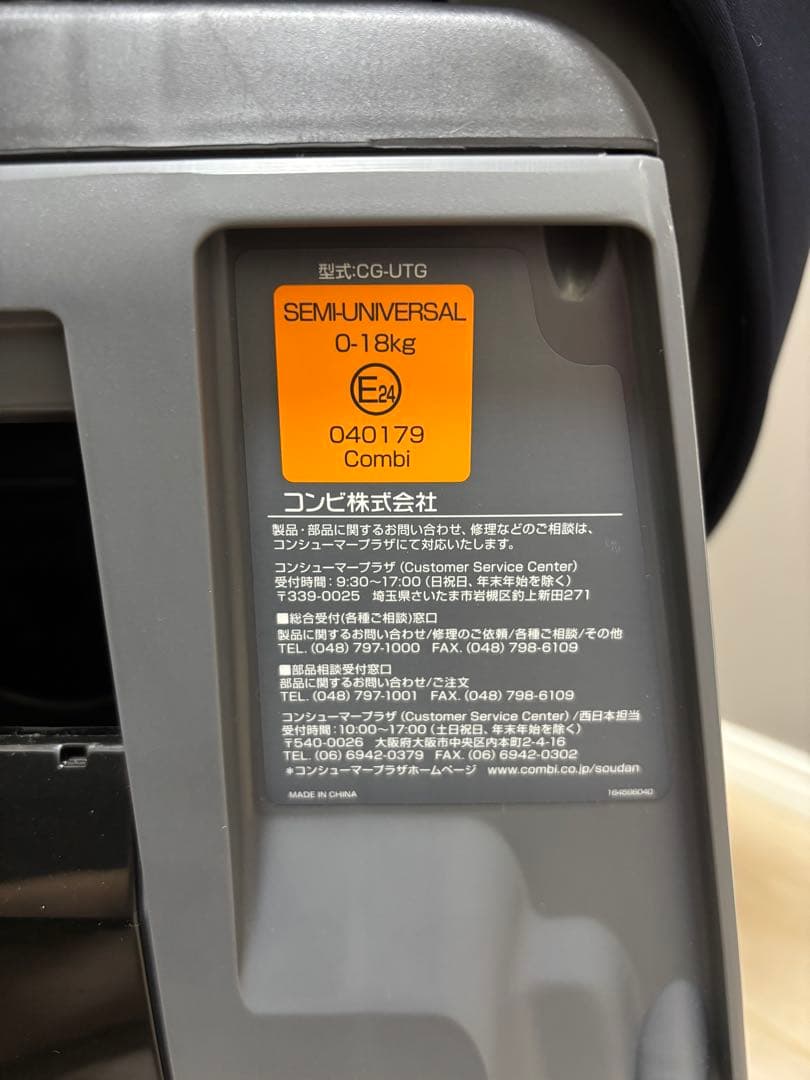 型式:CG-UTG
SEMI-UNIVERSAL
0-18kg
E24
040179
Combi
コンビ株式会社
製品・部品に関するお問い合わせ、修理などのご相談は、
コンシューマープラザにて対応いたします。
コンシューマープラザ (Customer Service Center)
受付時間：9:30～17:00 (日祝日、年末年始を除く)
〒339-0025 埼玉県さいたま市岩槻区釣上新田271
■総合受付(各種ご相談)窓口
製品に関するお問い合わせ/修理のご依頼/各種ご相談/その他
TEL. (048) 797-1000 FAX. (048) 798-6109
■部品相談受付窓口
部品に関するお問い合わせ/ご注文
TEL. (048) 797-1001 FAX. (048) 798-6109
コンシューマープラザ (Customer Service Center) /西日本担当
受付時間：10:00～17:00 (土日祝日、年末年始を除く)
〒540-0026 大阪府大阪市中央区内本町2-4-16
TEL. (06) 6942-0379 FAX. (06) 6942-0302
＊コンシューマープラザホームページ www.combi.co.jp/soudan
MADE IN CHINA